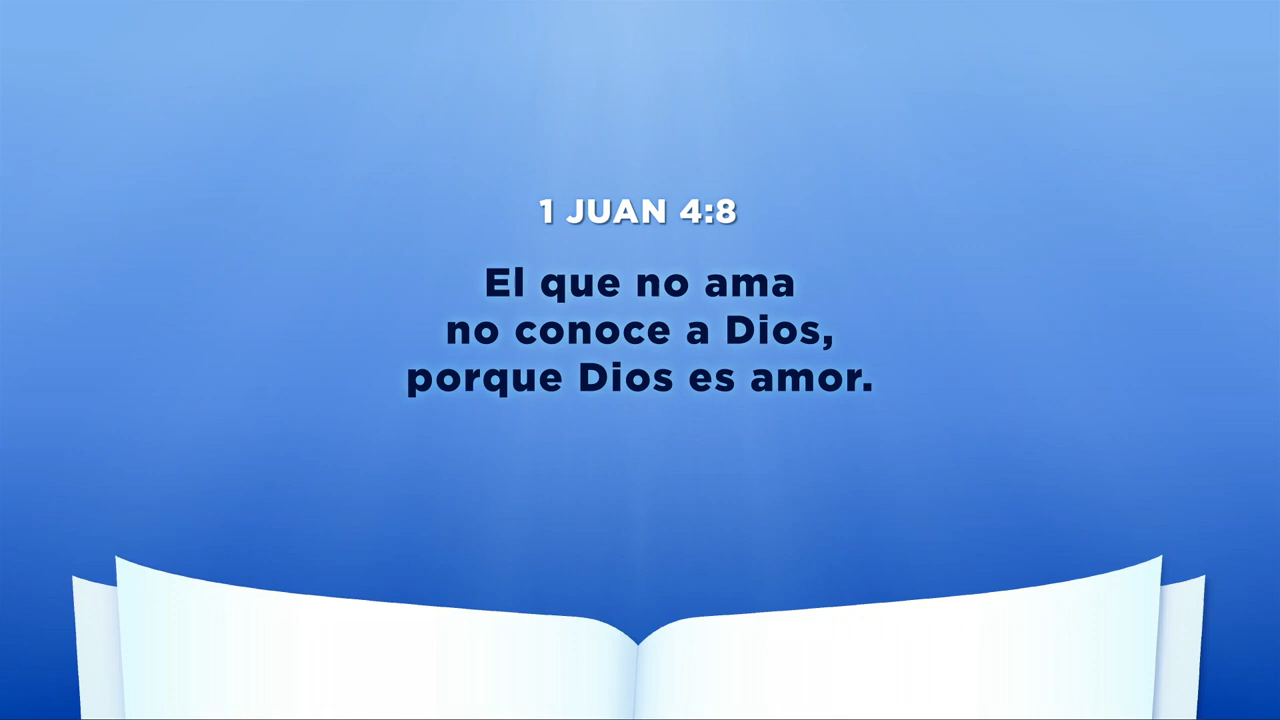 1 JUAN 4:8
El que no ama
no conoce a Dios,
porque Dios es amor.